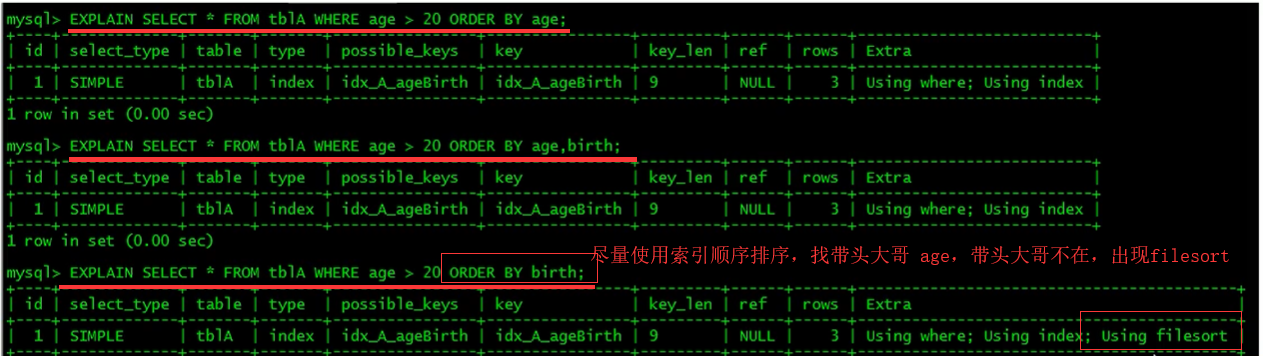 mysql> EXPLAIN SELECT * FROM tblA WHERE age > 20 ORDER BY age;
| id | select_type | table | type | possible_keys | key | key_len | ref | rows | Extra |
| 1 | SIMPLE | tblA | index | idx_A_ageBirth | idx_A_ageBirth | 9 | NULL | 3 | Using where; Using index |
1 row in set (0.00 sec)
mysql> EXPLAIN SELECT * FROM tblA WHERE age > 20 ORDER BY age,birth;
| id | select_type | table | type | possible_keys | key | key_len | ref | rows | Extra |
| 1 | SIMPLE | tblA | index | idx_A_ageBirth | idx_A_ageBirth | 9 | NULL | 3 | Using where; Using index |
1 row in set (0.00 sec)
尽量使用索引顺序排序，找带头大哥 age，带头大哥不在，出现filesort
mysql> EXPLAIN SELECT * FROM tblA WHERE age > 20 ORDER BY birth;
| id | select_type | table | type | possible_keys | key | key_len | ref | rows | Extra |
| 1 | SIMPLE | tblA | index | idx_A_ageBirth | idx_A_ageBirth | 9 | NULL | 3 | Using where; Using index; Using filesort